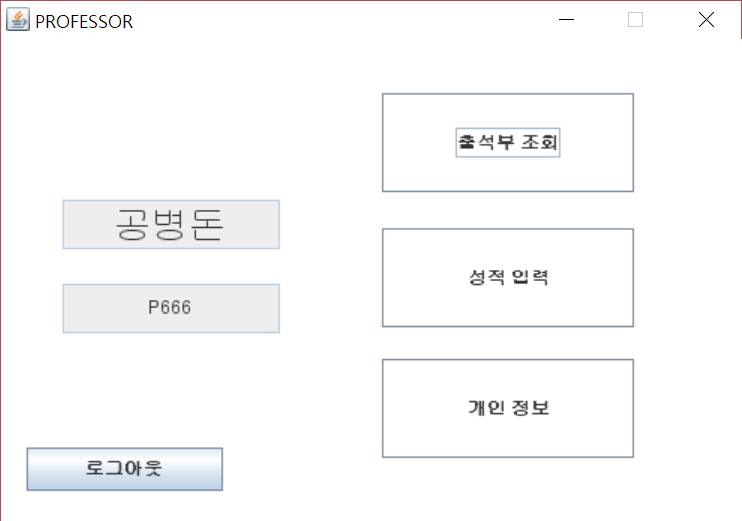 PROFESSOR
출석부 조회
공병돈
성적 입력
P666
개인 정보
로그아웃